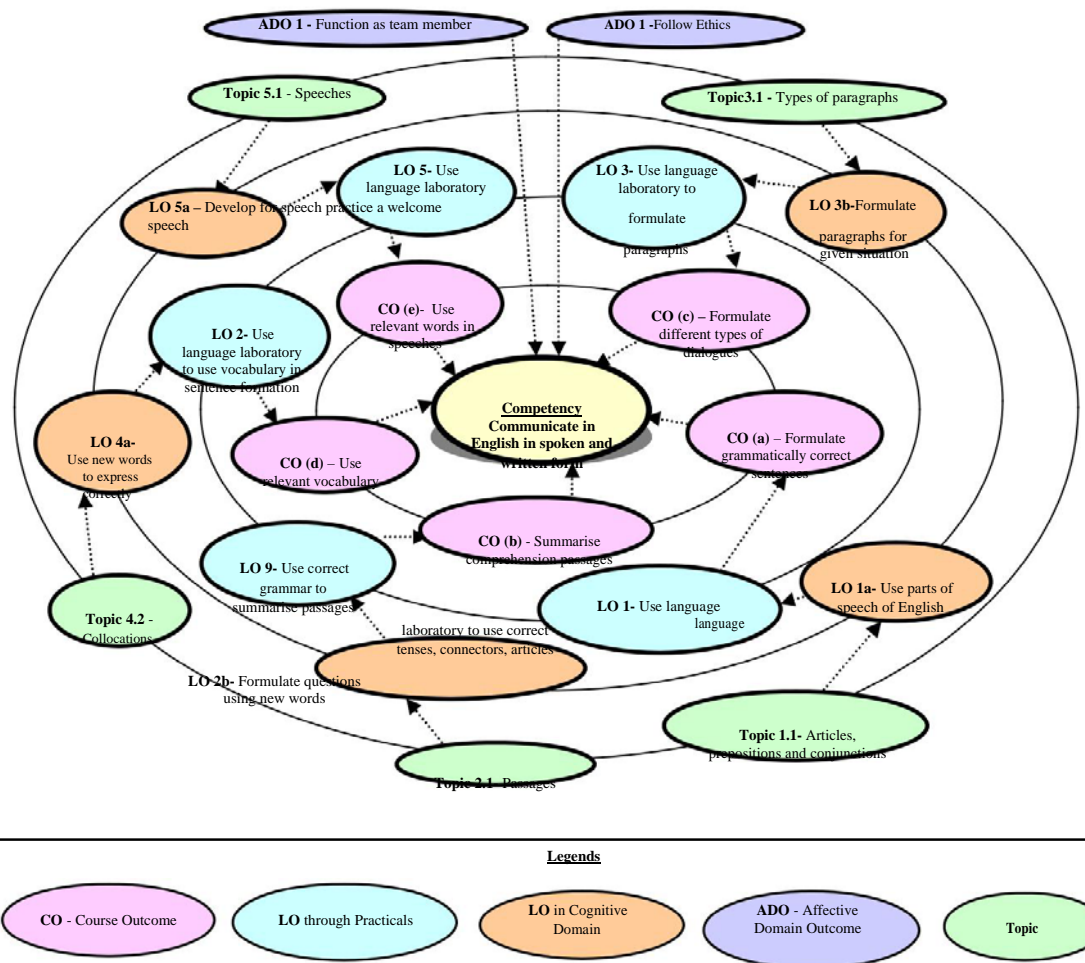 ADO 1 - Function as team member
ADO 1 -Follow Ethics
Topic 5.1 - Speeches
Topic3.1 - Types of paragraphs
LO 5- Use
language laboratory
LO 3- Use language
laboratory to
formulate
paragraphs
LO 5a – Develop for speech practice a welcome
speech
LO 3b-Formulate
paragraphs for
given situation
CO (e)- Use
relevant words in
speeches
CO (c) – Formulate
different types of
dialogues
LO 2- Use
language laboratory
to use vocabulary in
sentence formation
Competency
Communicate in
English in spoken and
written form
LO 4a-
Use new words
to express
correctly
CO (d) – Use
relevant vocabulary
CO (a) – Formulate
grammatically correct
sentences
CO (b) - Summarise
comprehension passages
LO 9- Use correct
grammar to
summarise passages
LO 1- Use language
language
laboratory to use correct
tenses, connectors, articles
LO 1a- Use parts of
speech of English
Topic 4.2 -
Collocations
LO 2b- Formulate questions
using new words
Topic 1.1- Articles,
prepositions and conjunctions
Topic 2.1- Passages
Legends
CO - Course Outcome
LO through Practicals
LO in Cognitive
Domain
ADO - Affective
Domain Outcome
Topic